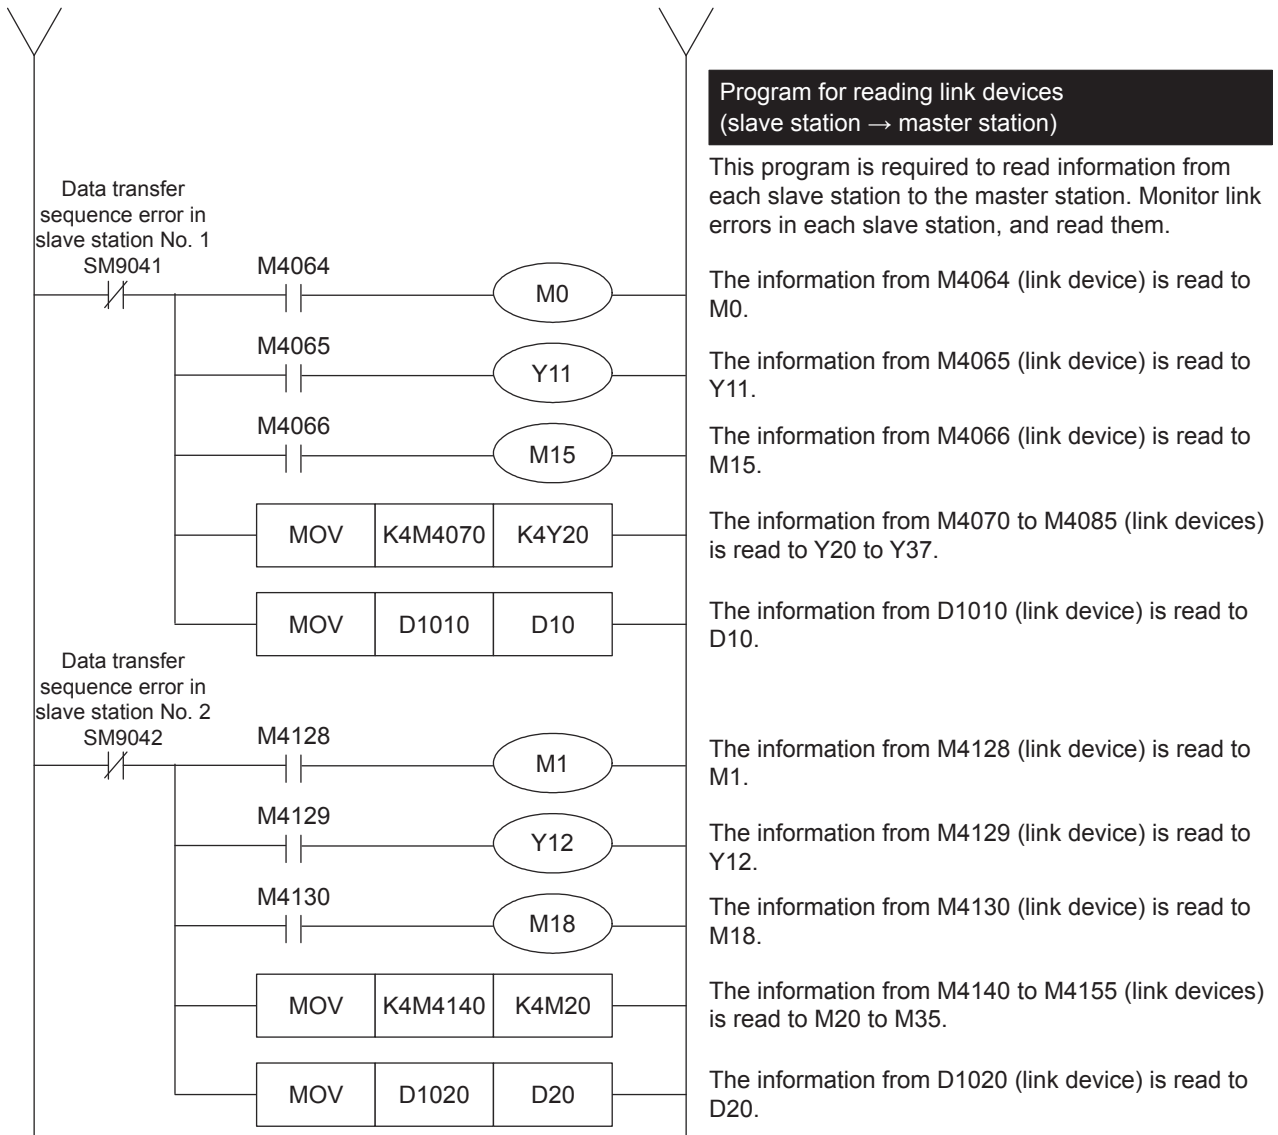 Program for reading link devices
(slave station → master station)
This program is required to read information from
each slave station to the master station. Monitor link
errors in each slave station, and read them.
Data transfer
sequence error in
slave station No. 1
SM9041
M4064
M0
The information from M4064 (link device) is read to
M0.
M4065
Y11
The information from M4065 (link device) is read to
Y11.
M4066
M15
The information from M4066 (link device) is read to
M15.
MOV K4M4070 K4Y20
The information from M4070 to M4085 (link devices)
is read to Y20 to Y37.
MOV D1010 D10
The information from D1010 (link device) is read to
D10.
Data transfer
sequence error in
slave station No. 2
SM9042
M4128
M1
The information from M4128 (link device) is read to
M1.
M4129
Y12
The information from M4129 (link device) is read to
Y12.
M4130
M18
The information from M4130 (link device) is read to
M18.
MOV K4M4140 K4M20
The information from M4140 to M4155 (link devices)
is read to M20 to M35.
MOV D1020 D20
The information from D1020 (link device) is read to
D20.